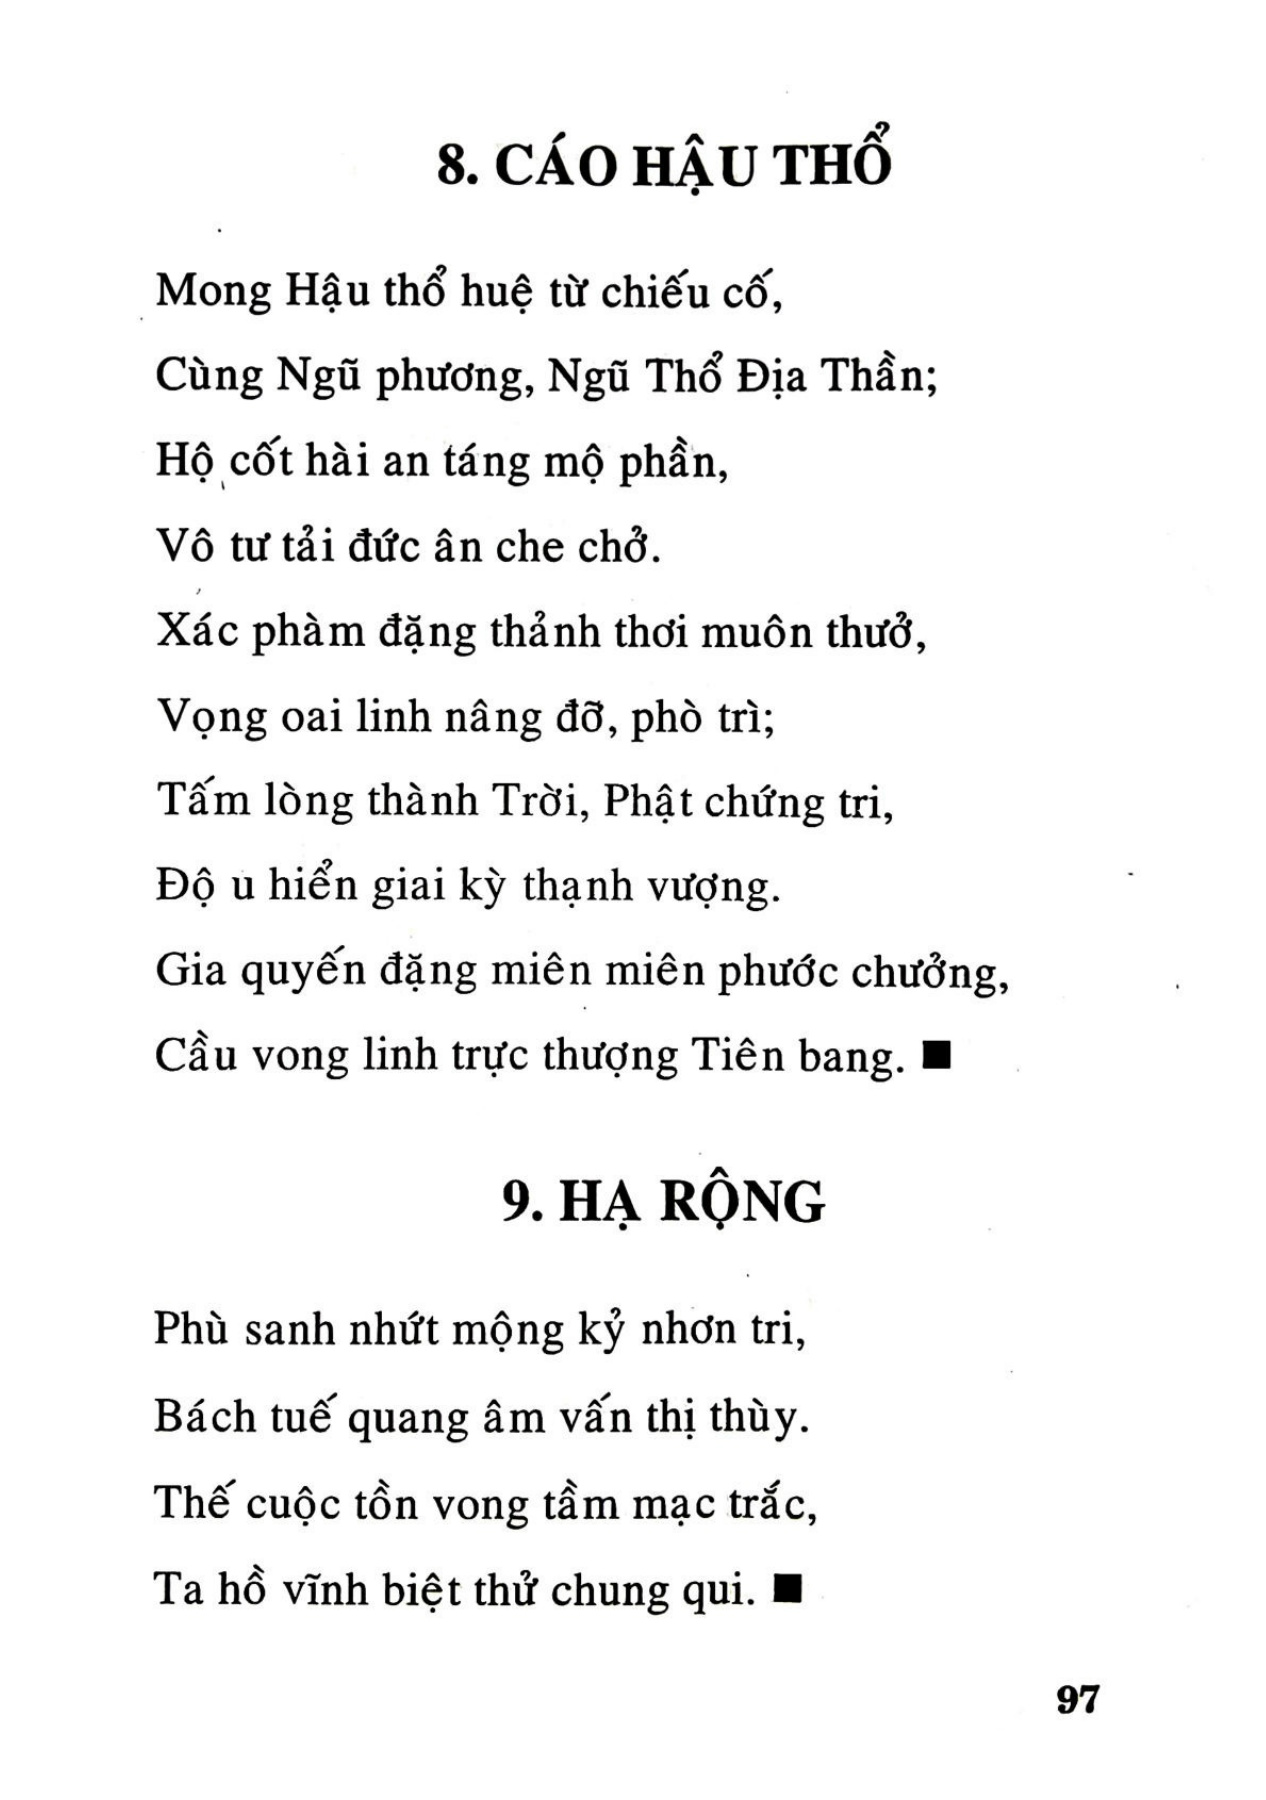 8. CÁO HẬU THỔ
Mong Hậu thổ huệ từ chiếu cố,
Cùng Ngũ phương, Ngũ Thổ Địa Thần;
Hộ cốt hài an táng mộ phần,
Vô tư tải đức ân che chở.
Xác phàm đặng thảnh thơi muôn thưở,
Vọng oai linh nâng đỡ, phò trì;
Tấm lòng thành Trời, Phật chứng tri,
Độ u hiển giai kỳ thạnh vượng.
Gia quyến đặng miên miên phước chưởng,
Cầu vong linh trực thượng Tiên bang. ■
9. HẠ RỘNG
Phù sanh nhứt mộng kỷ nhơn tri,
Bách tuế quang âm vấn thị thùy.
Thế cuộc tồn vong tầm mạc trắc,
Ta hồ vĩnh biệt thử chung qui. ■
97